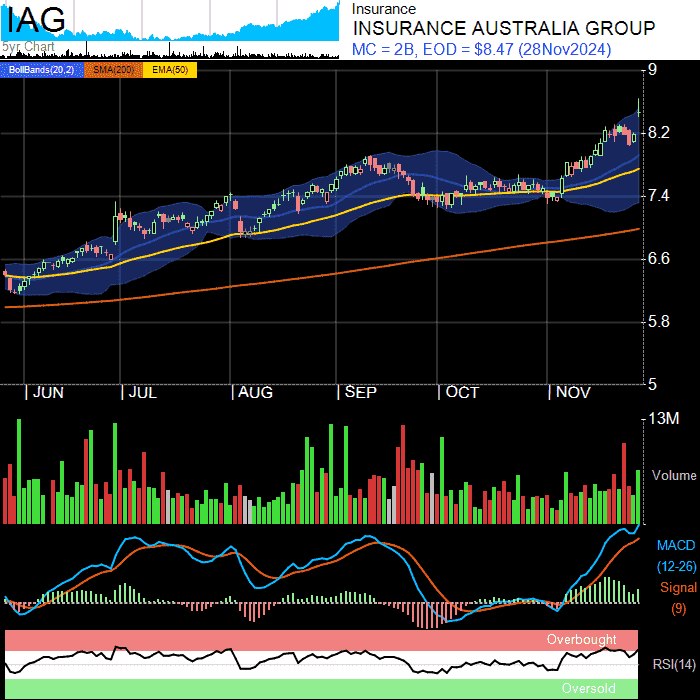 IAG
5yr Chart
Insurance
INSURANCE AUSTRALIA GROUP
MC = 2B, EOD = $8.47 (28Nov2024)
BollBands(20,2) SMA(200) EMA(50)
9
8.2
7.4
6.6
5.8
5
JUN JUL AUG SEP OCT NOV
13M
Volume
MACD
(12-26)
Signal
(9)
Overbought
RSI(14)
Oversold